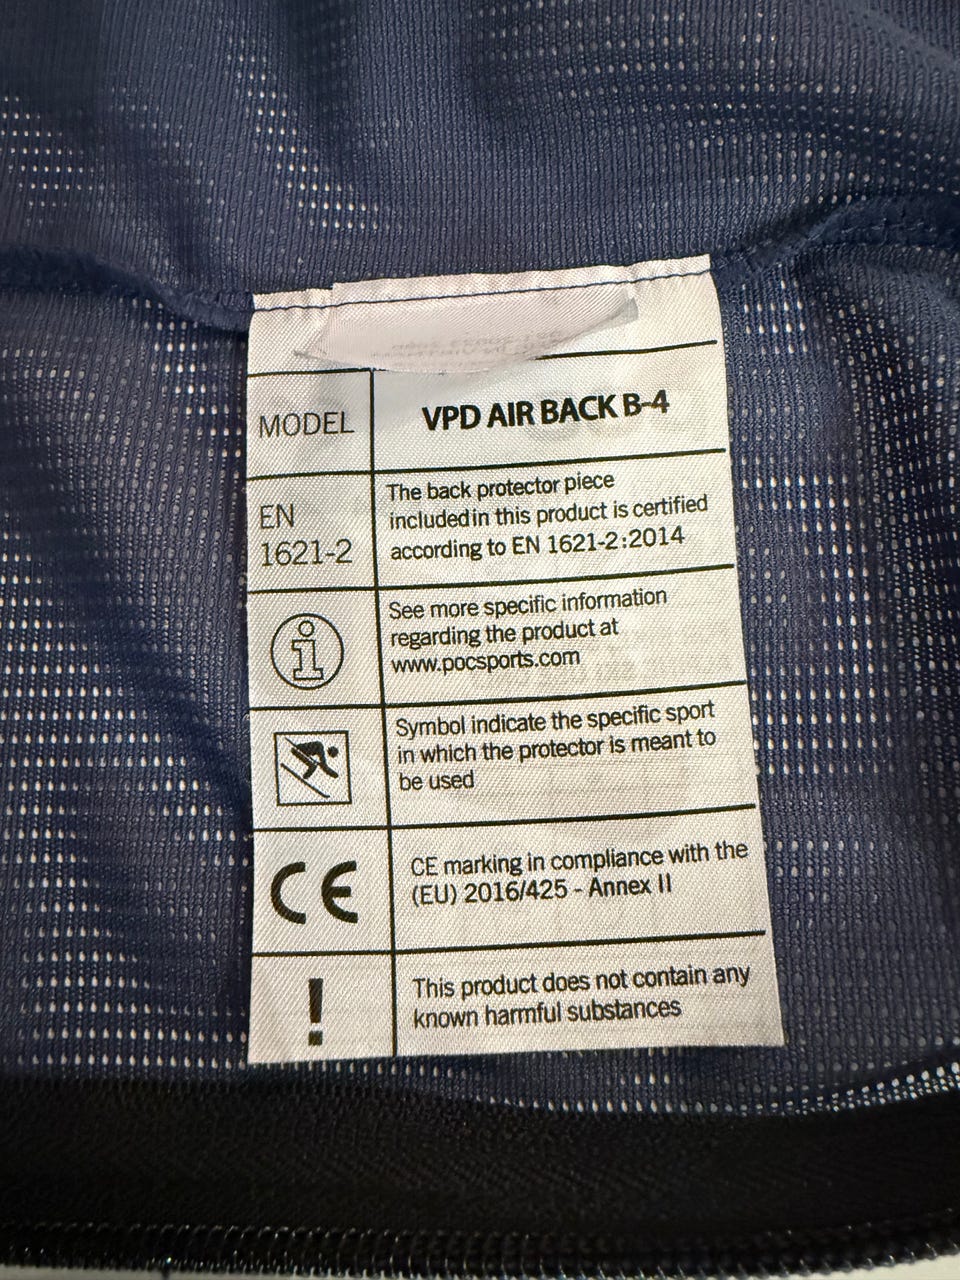 MODEL
VPD AIR BACK B-4
EN
1621-2
The back protector piece
included in this product is certified
according to EN 1621-2:2014
See more specific information
regarding the product at
www.pocsports.com
Symbol indicate the specific sport
in which the protector is meant to
be used
CE
CE marking in compliance with the
(EU) 2016/425 - Annex II
!
This product does not contain any
known harmful substances